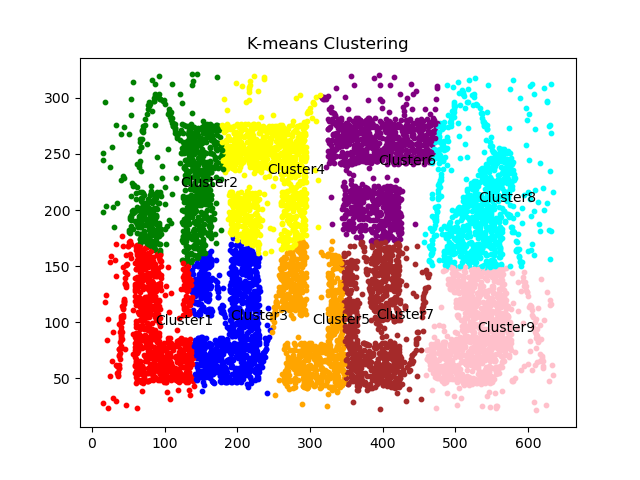 K-means Clustering
300
250
200
150
100
50
0
100
200
300
400
500
600
Cluster6
Cluster4
Cluster2
Cluster8
Cluster1
Cluster3
Cluster5
Cluster7
Cluster9